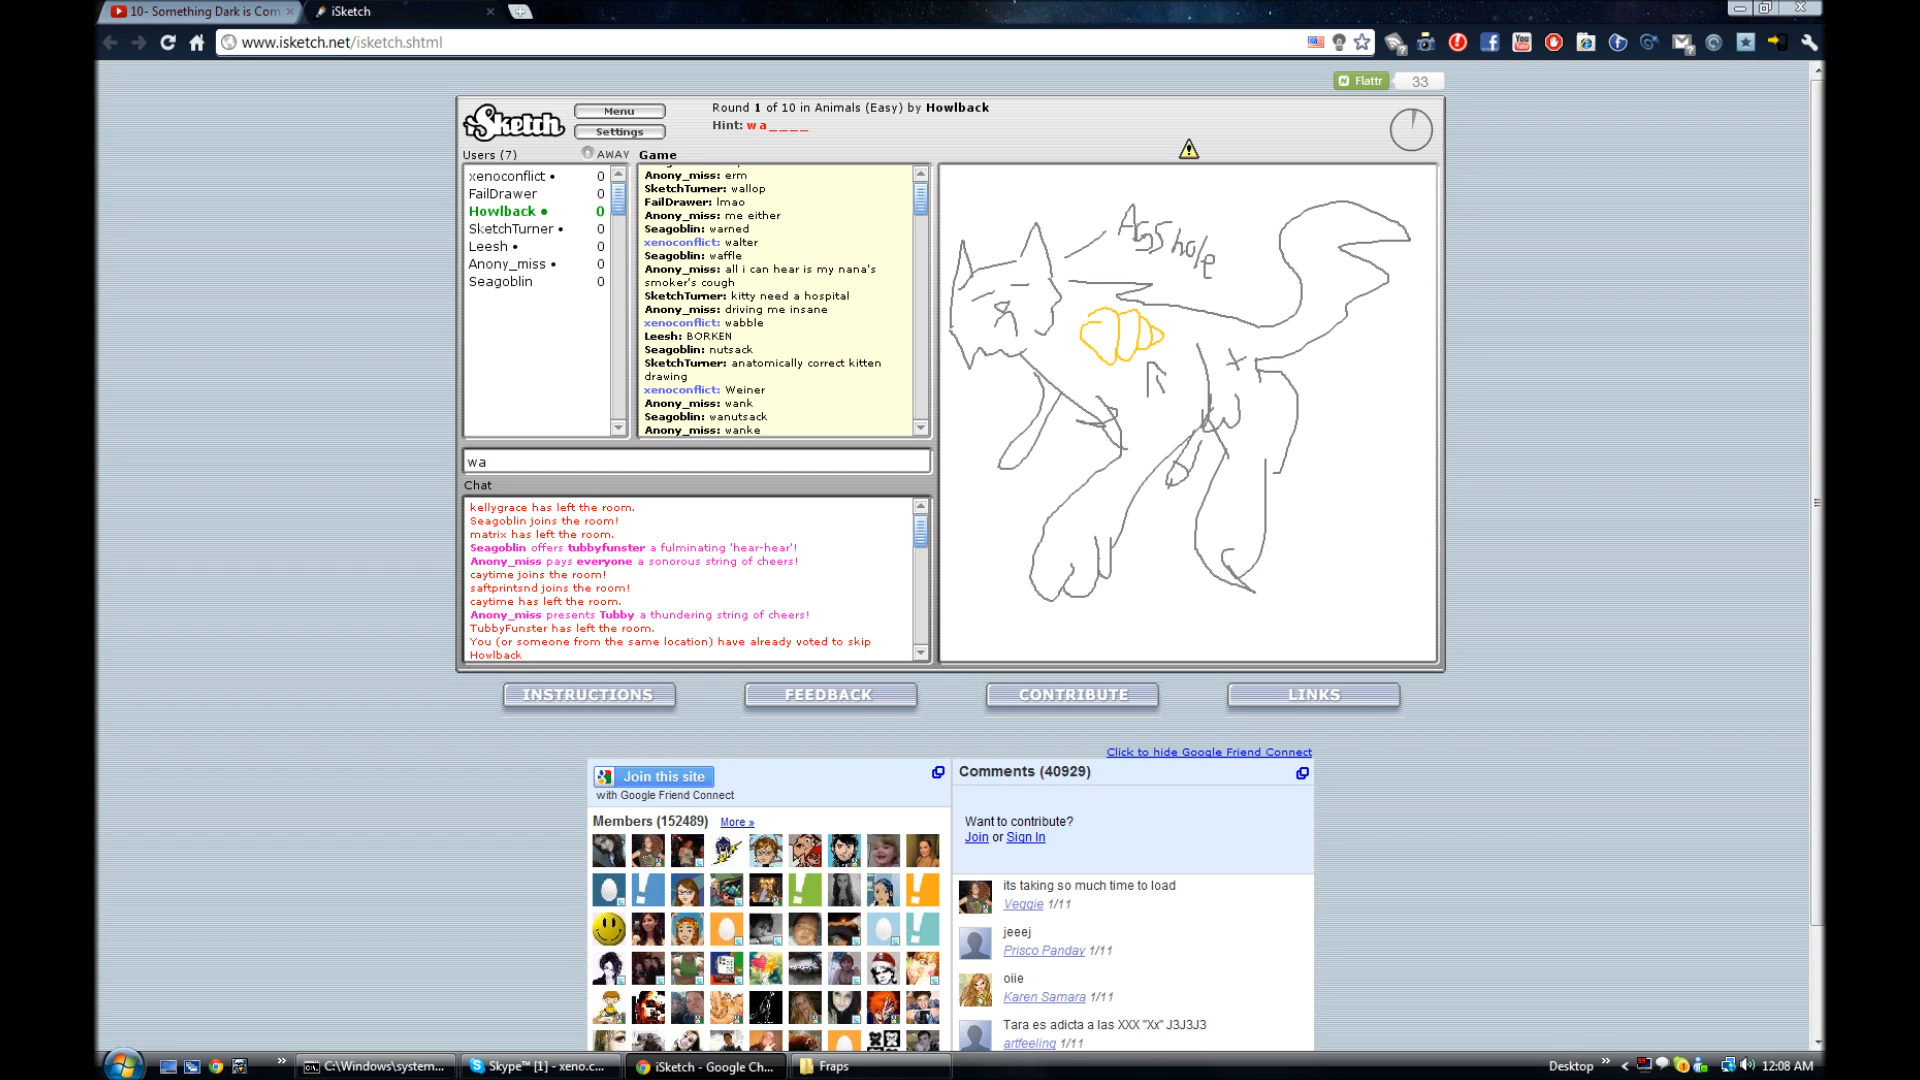 10- Something Dark is Com
iSketch
www.isketch.net/isketch.shtml
Flattr
33
iSketch
Menu
Settings
Round 1 of 10 in Animals (Easy) by Howlback
Hint: wa____
Users (7)
AWAY
Game
xenoconflict • 0
FailDrawer 0
Howlback • 0
SketchTurner • 0
Leesh • 0
Anony_miss • 0
Seagoblin 0
Anony_miss: erm
SketchTurner: wallop
FailDrawer: lmao
Anony_miss: me either
Seagoblin: warned
xenoconflict: walter
Seagoblin: waffle
Anony_miss: all i can hear is my nana's
smoker's cough
SketchTurner: kitty need a hospital
Anony_miss: driving me insane
xenoconflict: wabble
Leesh: BORKEN
Seagoblin: nutsack
SketchTurner: anatomically correct kitten
drawing
xenoconflict: Weiner
Anony_miss: wank
Seagoblin: wanutsack
Anony_miss: wanke
wa
Chat
kellygrace has left the room.
Seagoblin joins the room!
matrix has left the room.
Seagoblin offers tubbyfunster a fulminating 'hear-hear'!
Anony_miss pays everyone a sonorous string of cheers!
caytime joins the room!
saftprintsnd joins the room!
caytime has left the room.
Anony_miss presents Tubby a thundering string of cheers!
TubbyFunster has left the room.
You (or someone from the same location) have already voted to skip
Howlback
AssHole
INSTRUCTIONS
FEEDBACK
CONTRIBUTE
LINKS
Click to hide Google Friend Connect
Join this site
with Google Friend Connect
Members (152489) More »
Comments (40929)
Want to contribute?
Join or Sign In
its taking so much time to load
Veggie 1/11
jeeej
Prisco Panday 1/11
oiie
Karen Samara 1/11
Tara es adicta a las XXX "Xx" J3J3J3
artfeeling 1/11
C:\Windows\system...
Skype™ [1] - xeno.c...
iSketch - Google Ch...
Fraps
Desktop
12:08 AM